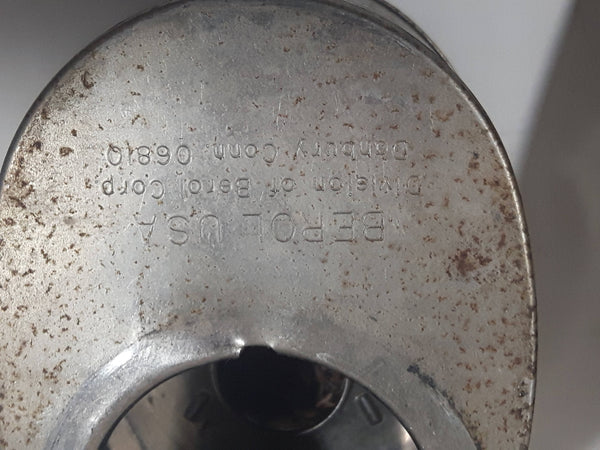 BEROL USA
Division of Berol Corp
Danbury Conn 06810